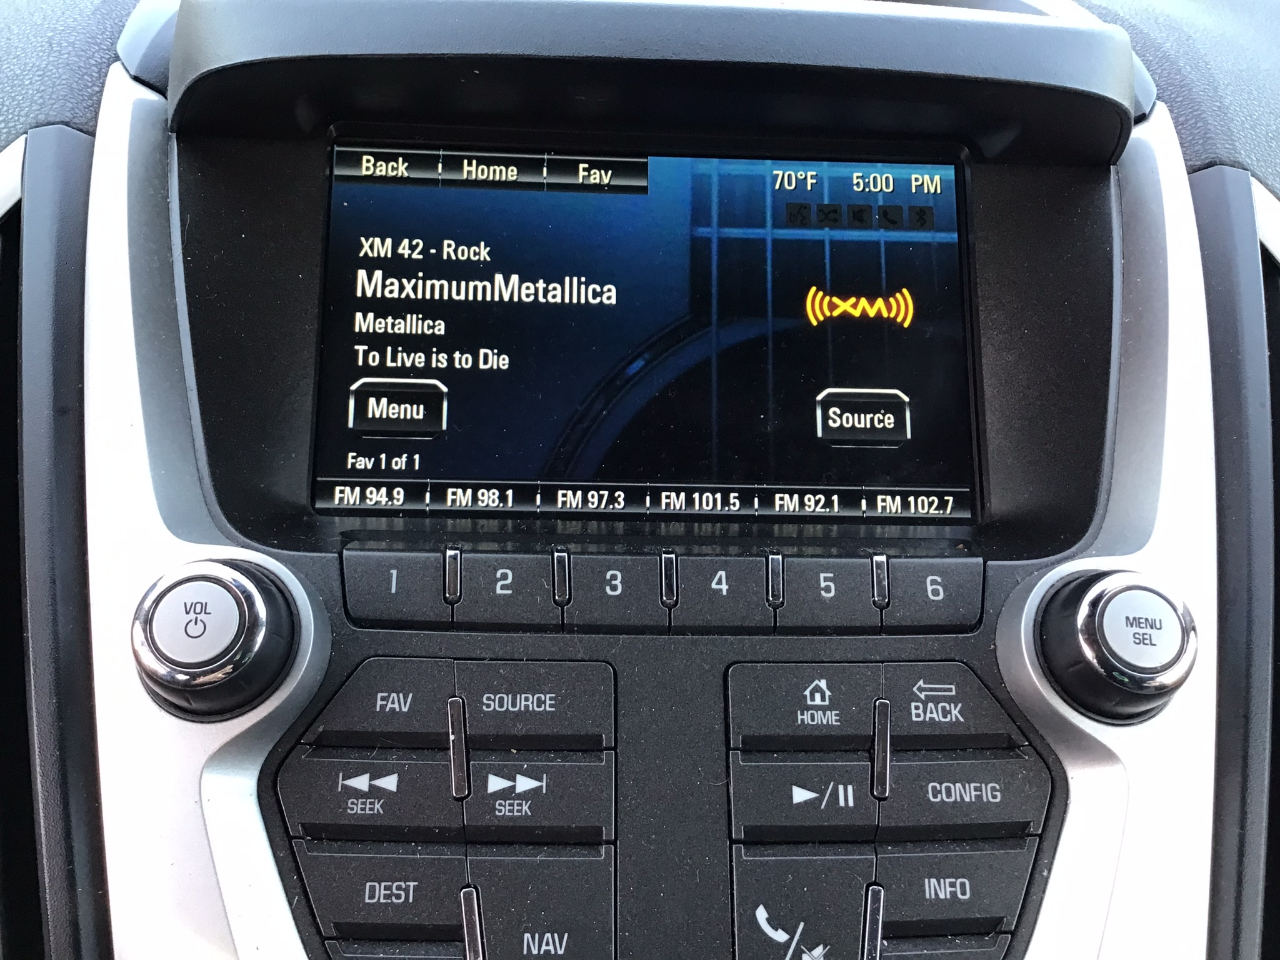 Back Home Fav
70°F 5:00 PM
XM 42 - Rock
MaximumMetallica
Metallica
To Live is to Die
XM
Menu
Source
Fav 1 of 1
FM 94.9 FM 98.1 FM 97.3 FM 101.5 FM 92.1 FM 102.7
1 2 3 4 5 6
VOL
MENU
SEL
FAV SOURCE
HOME BACK
SEEK SEEK
CONFIG
DEST
NAV
INFO